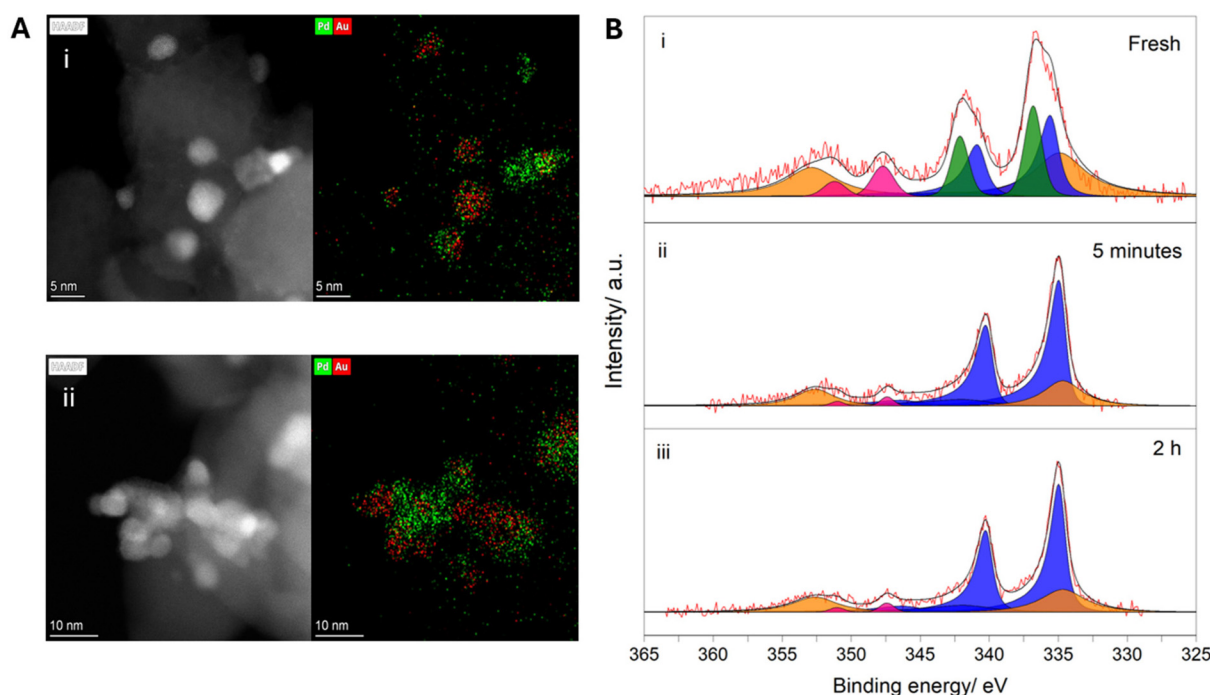 A
HAADF
i
5 nm
Pd Au
5 nm
HAADF
ii
10 nm
Pd Au
10 nm
B
i
Fresh
ii
5 minutes
iii
2 h
Intensity/ a.u.
365 360 355 350 345 340 335 330 325
Binding energy/ eV